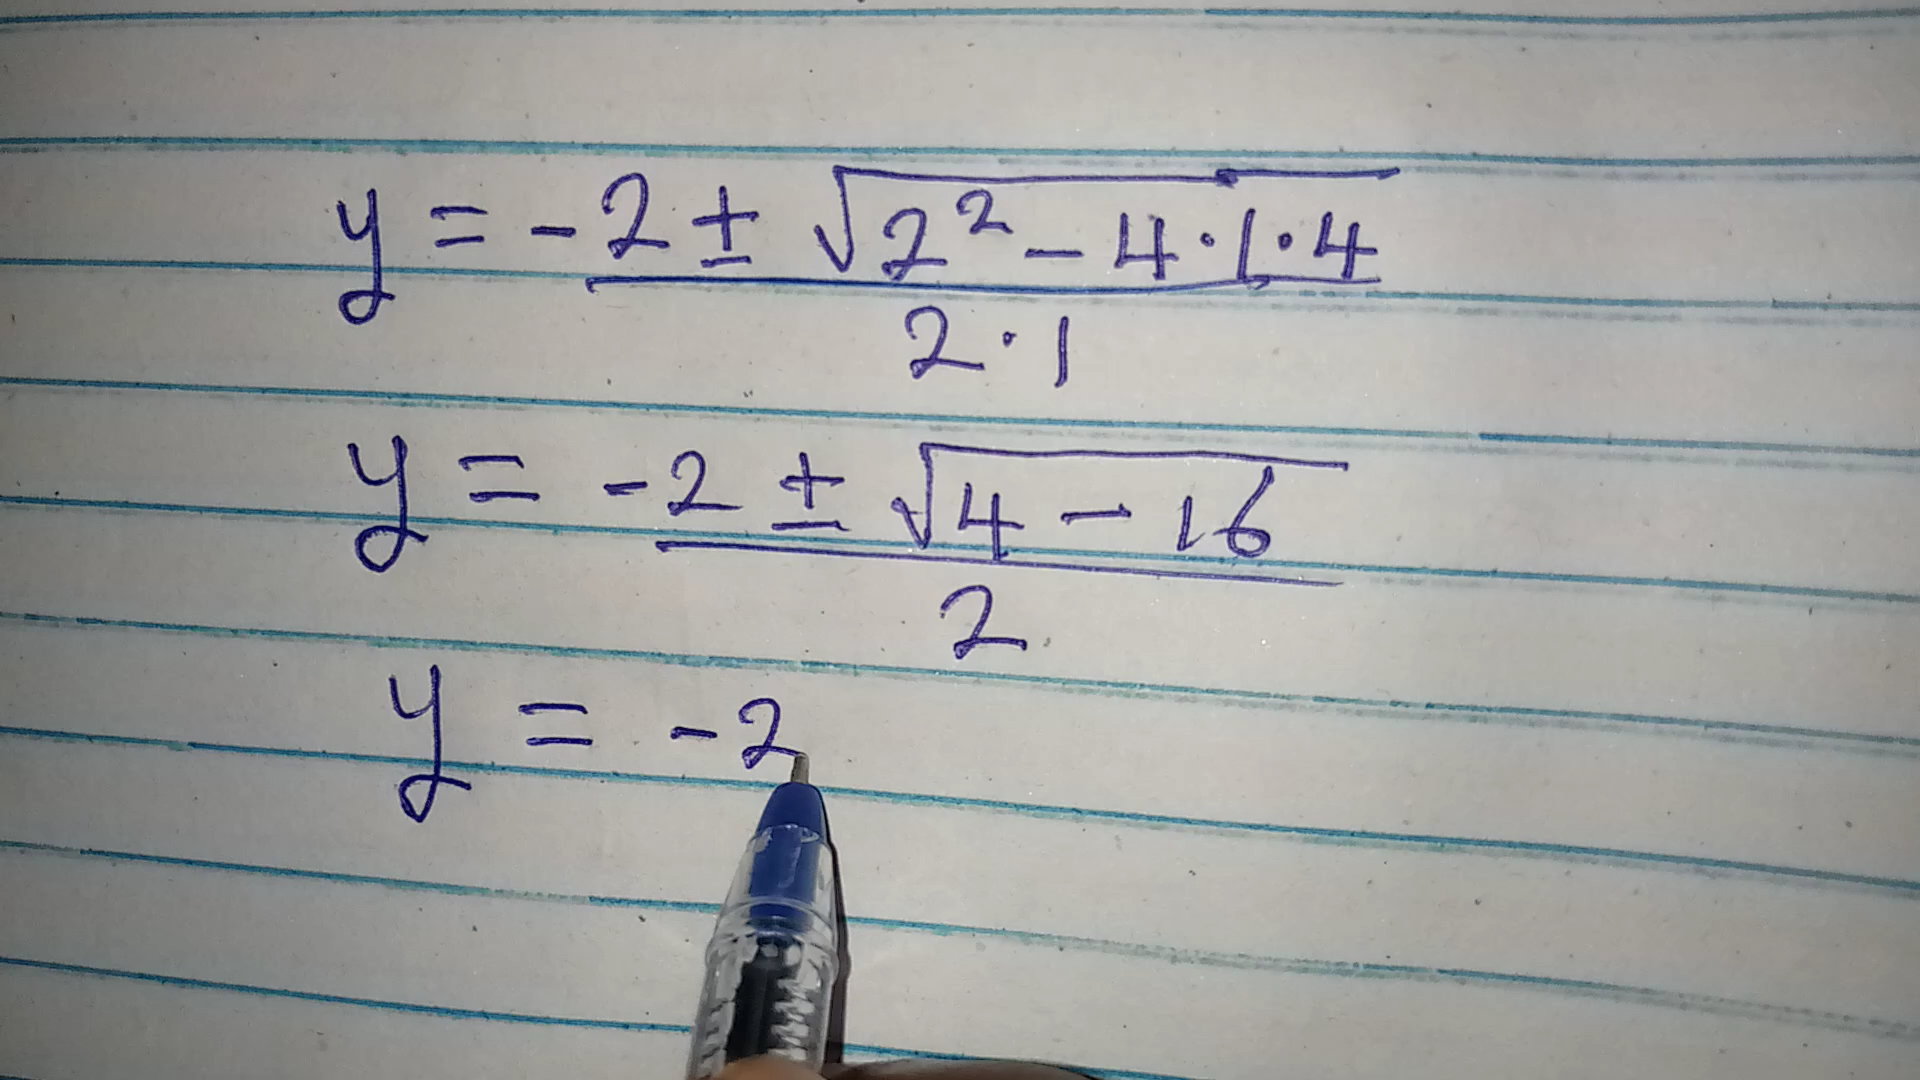 y = -2 ± √2² - 4·1·4
2·1
y = -2 ± √4 - 16
2
y = -2